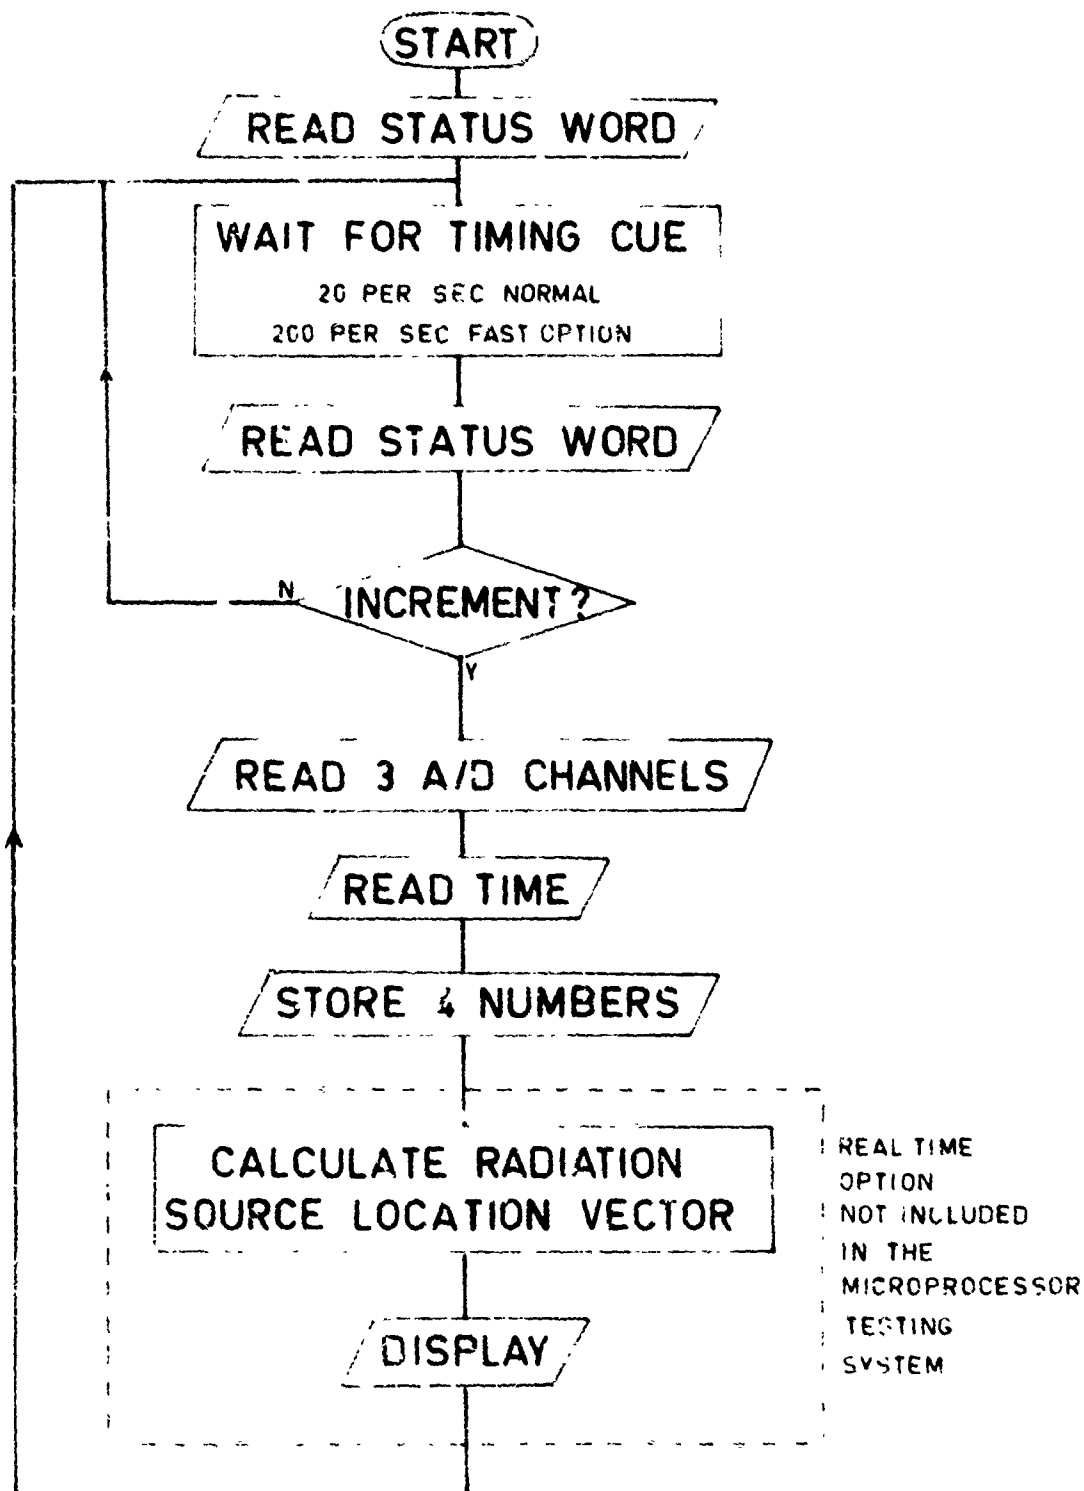 START
READ STATUS WORD
WAIT FOR TIMING CUE
20 PER SEC NORMAL
200 PER SEC FAST OPTION
READ STATUS WORD
N
INCREMENT?
Y
READ 3 A/D CHANNELS
READ TIME
STORE 4 NUMBERS
CALCULATE RADIATION
SOURCE LOCATION VECTOR
DISPLAY
REAL TIME
OPTION
NOT INCLUDED
IN THE
MICROPROCESSOR
TESTING
SYSTEM